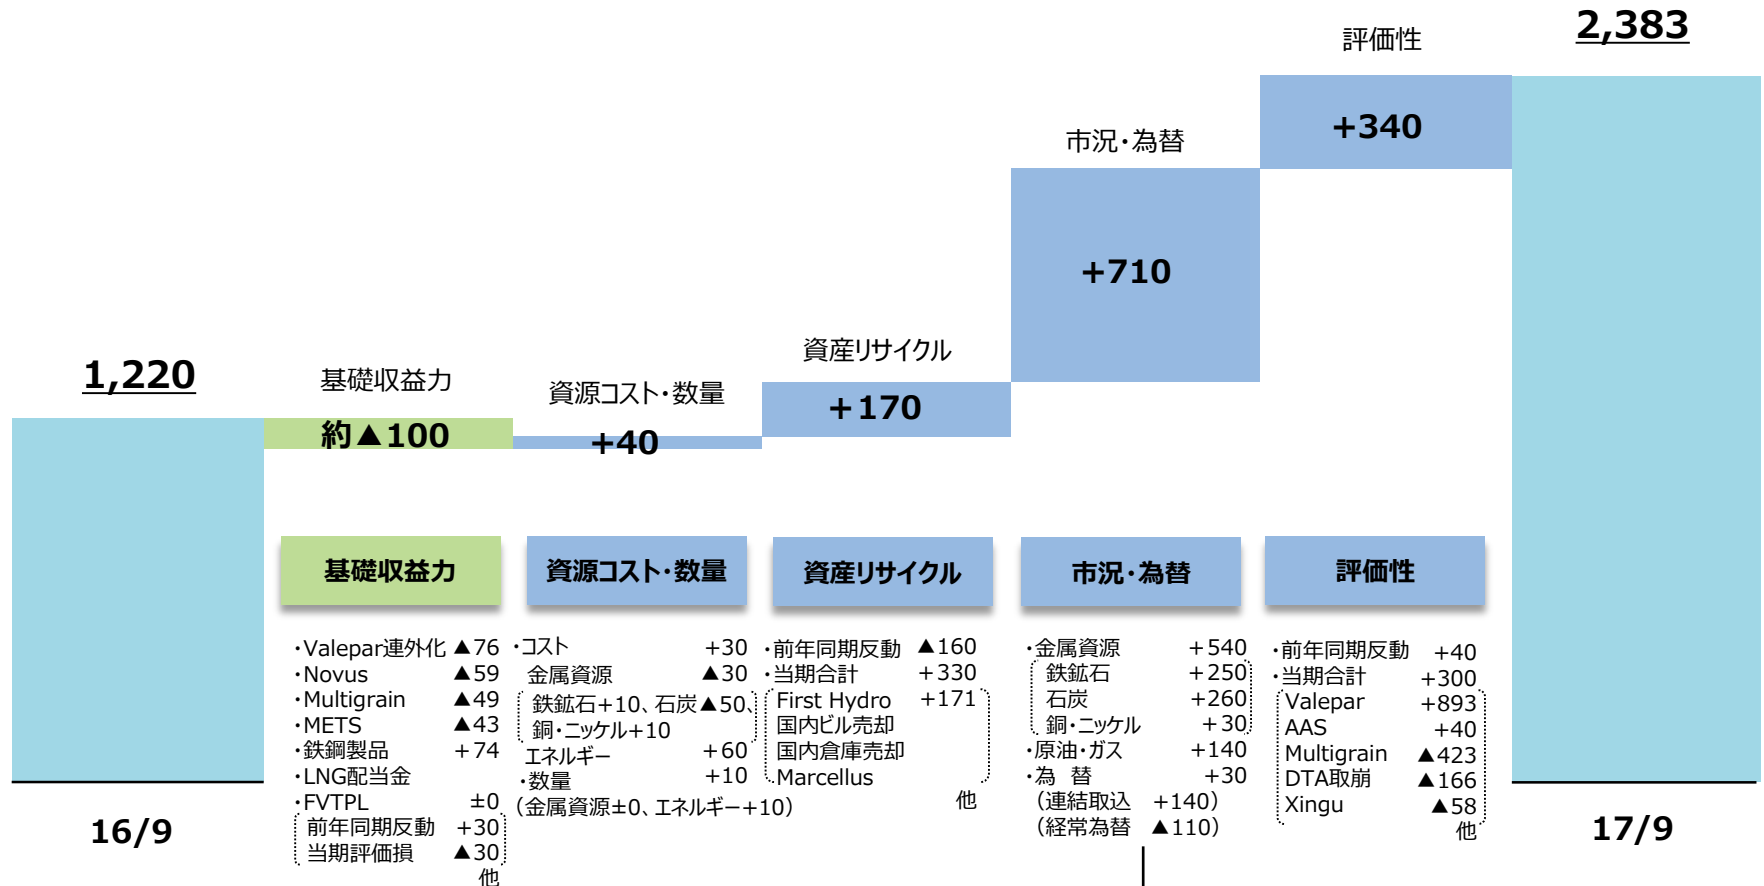 2,383
評価性
+340
市況・為替
+710
資産リサイクル
+170
1,220
基礎収益力
約▲100
資源コスト・数量
+40
基礎収益力
・Valepar連外化 ▲76
・Novus ▲59
・Multigrain ▲49
・METS ▲43
・鉄鋼製品 +74
・LNG配当金
・FVTPL ±0
前年同期反動 +30
当期評価損 ▲30
他
資源コスト・数量
・コスト +30
金属資源 ▲30
鉄鉱石+10、石炭▲50、
銅・ニッケル+10
エネルギー +60
・数量 +10
（金属資源±0、エネルギー+10）
資産リサイクル
・前年同期反動 ▲160
・当期合計 +330
First Hydro +171
国内ビル売却
国内倉庫売却
Marcellus
他
市況・為替
・金属資源 +540
鉄鉱石 +250
石炭 +260
銅・ニッケル +30
・原油・ガス +140
・為 替 +30
（連結取込 +140）
（経常為替 ▲110）
評価性
・前年同期反動 +40
・当期合計 +300
Valepar +893
AAS +40
Multigrain ▲423
DTA取崩 ▲166
Xingu ▲58
他
16/9
17/9